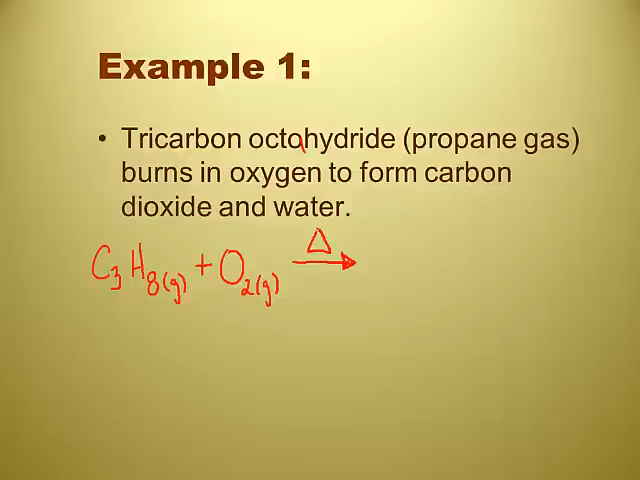 Example 1:
• Tricarbon octohydride (propane gas)
burns in oxygen to form carbon
dioxide and water.
Δ
C₃H₈(g) + O₂(g) →